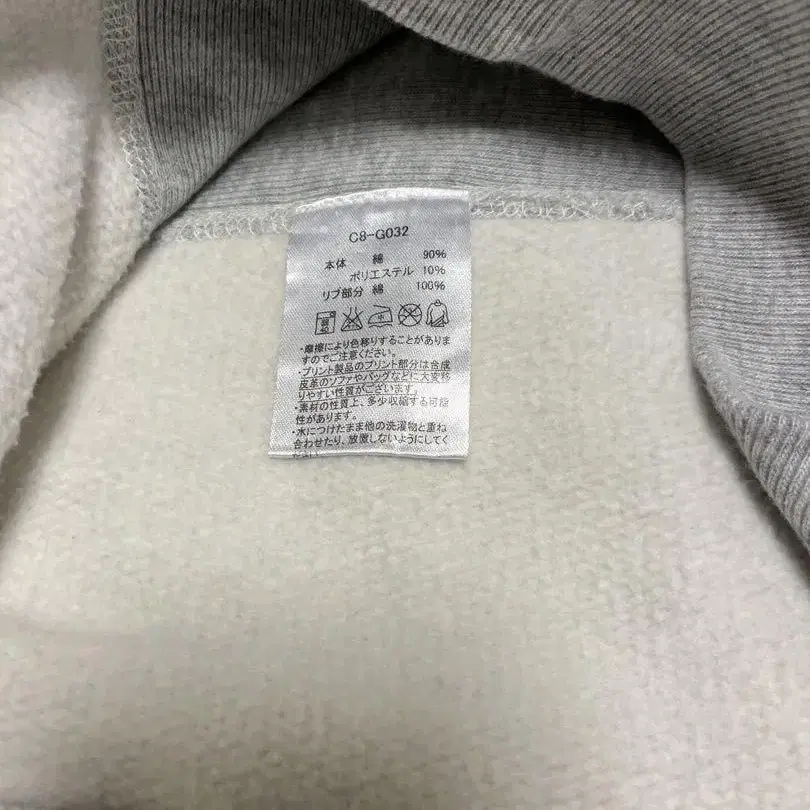 C8-G032
本体 綿 90%
ポリエステル 10%
リブ部分 綿 100%
・摩擦により色移りすることがありま
すのでご注意ください。
・プリント製品のプリント部分は合成
皮革のソファやバッグなどに大変移
りやすい性質がございます。
・素材の性質上、多少収縮する可能
性があります。
・水につけたまま他の洗濯物と重ね
合わせたり、放置しないようにしてく
ださい。